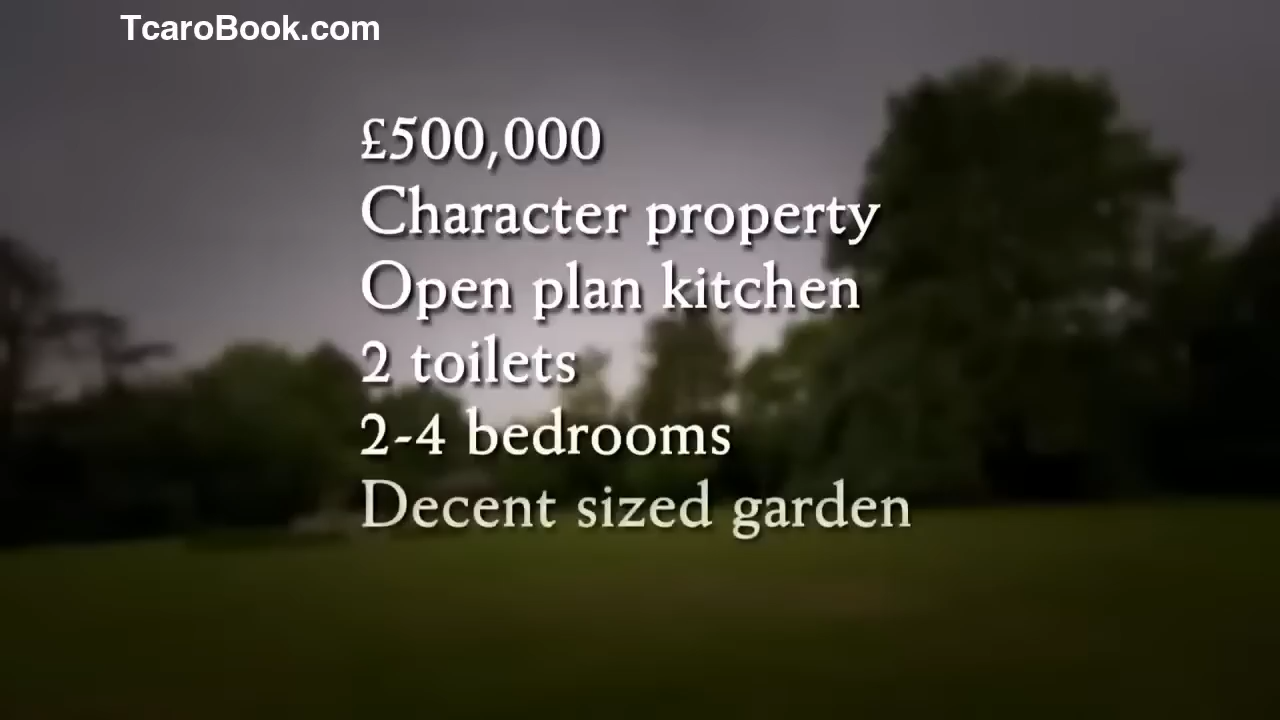 TcaroBook.com
£500,000
Character property
Open plan kitchen
2 toilets
2-4 bedrooms
Decent sized garden